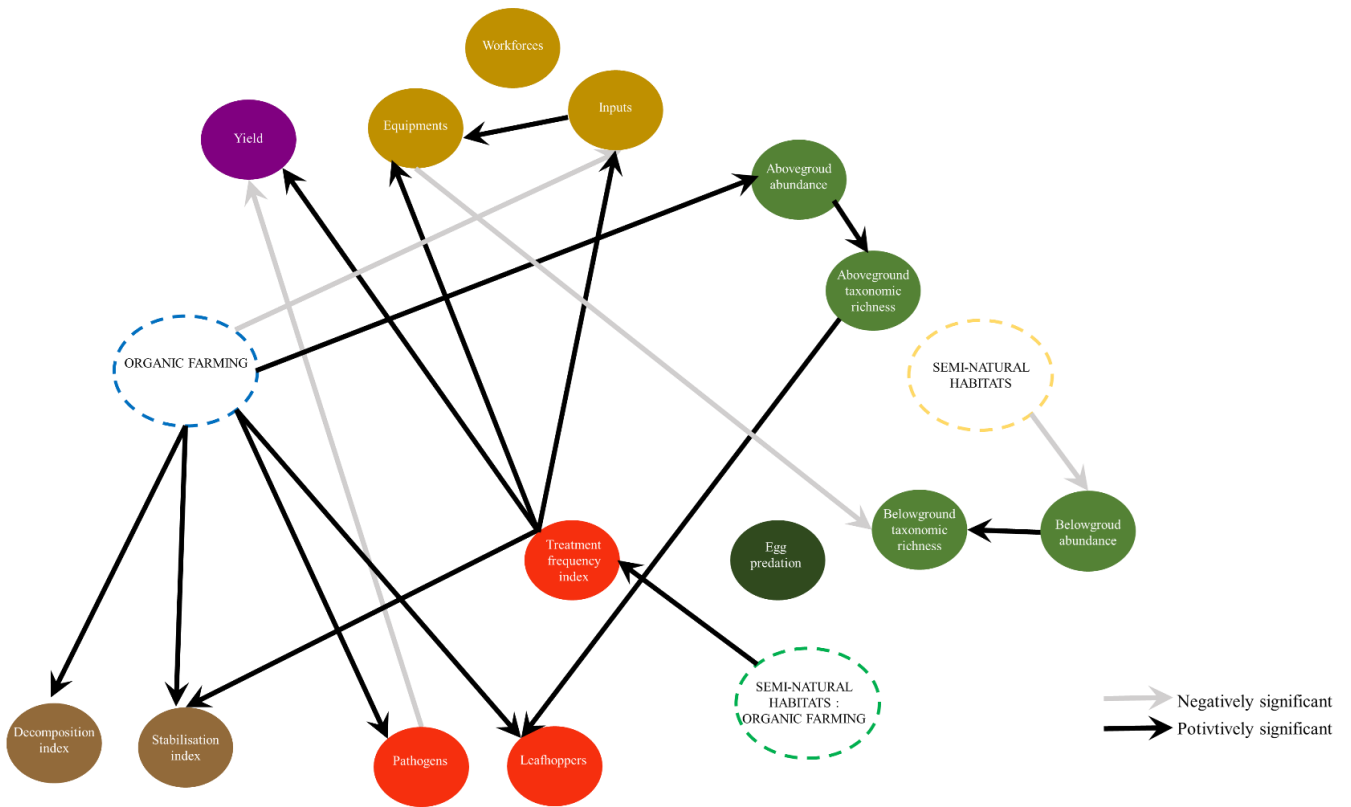 Workforces
Inputs
Equipments
Yield
Abovegroud
abundance
Aboveground
taxonomic
richness
ORGANIC FARMING
SEMI-NATURAL
HABITATS
Belowground
taxonomic
richness
Belowgroud
abundance
Treatment
frequency
index
Egg
predation
SEMI-NATURAL
HABITATS :
ORGANIC FARMING
Decomposition
index
Stabilisation
index
Pathogens
Leafhoppers
Negatively significant
Potivtively significant